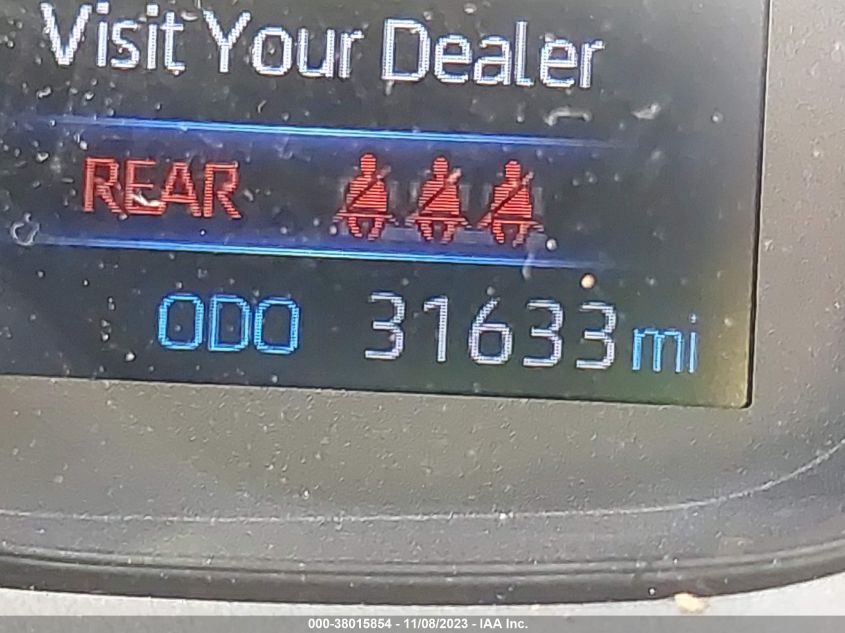 Visit Your Dealer
REAR
ODO 31633 mi
000-38015854 - 11/08/2023 - IAA Inc.